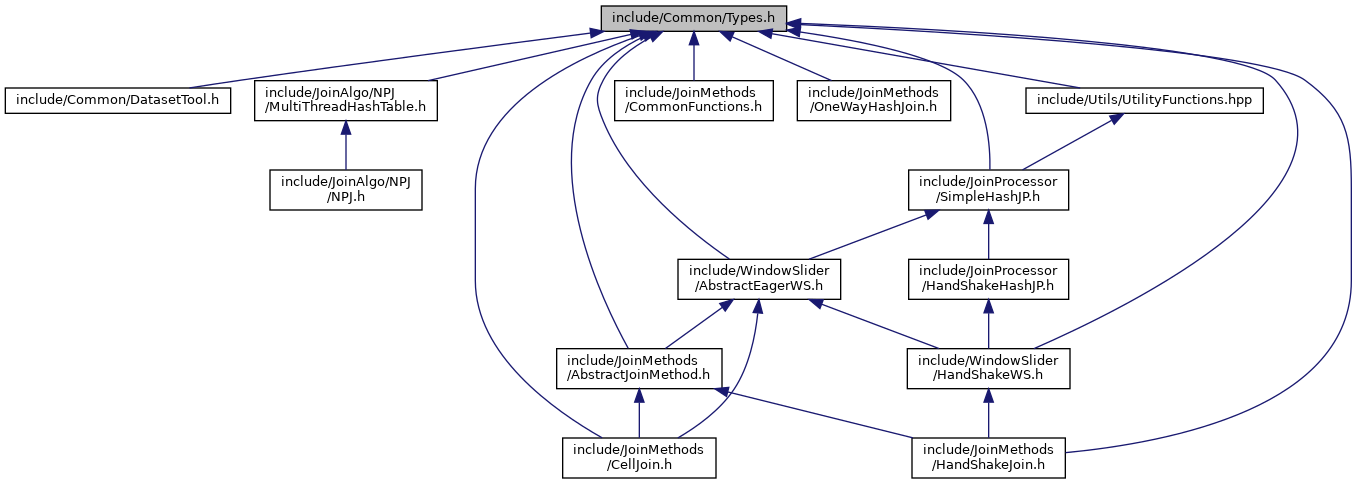 include/Common/Types.h
include/Common/DatasetTool.h
include/JoinAlgo/NPJ
/MultiThreadHashTable.h
include/JoinMethods
/CommonFunctions.h
include/JoinMethods
/OneWayHashJoin.h
include/Utils/UtilityFunctions.hpp
include/JoinAlgo/NPJ
/NPJ.h
include/JoinProcessor
/SimpleHashJP.h
include/WindowSlider
/AbstractEagerWS.h
include/JoinProcessor
/HandShakeHashJP.h
include/JoinMethods
/AbstractJoinMethod.h
include/WindowSlider
/HandShakeWS.h
include/JoinMethods
/CellJoin.h
include/JoinMethods
/HandShakeJoin.h